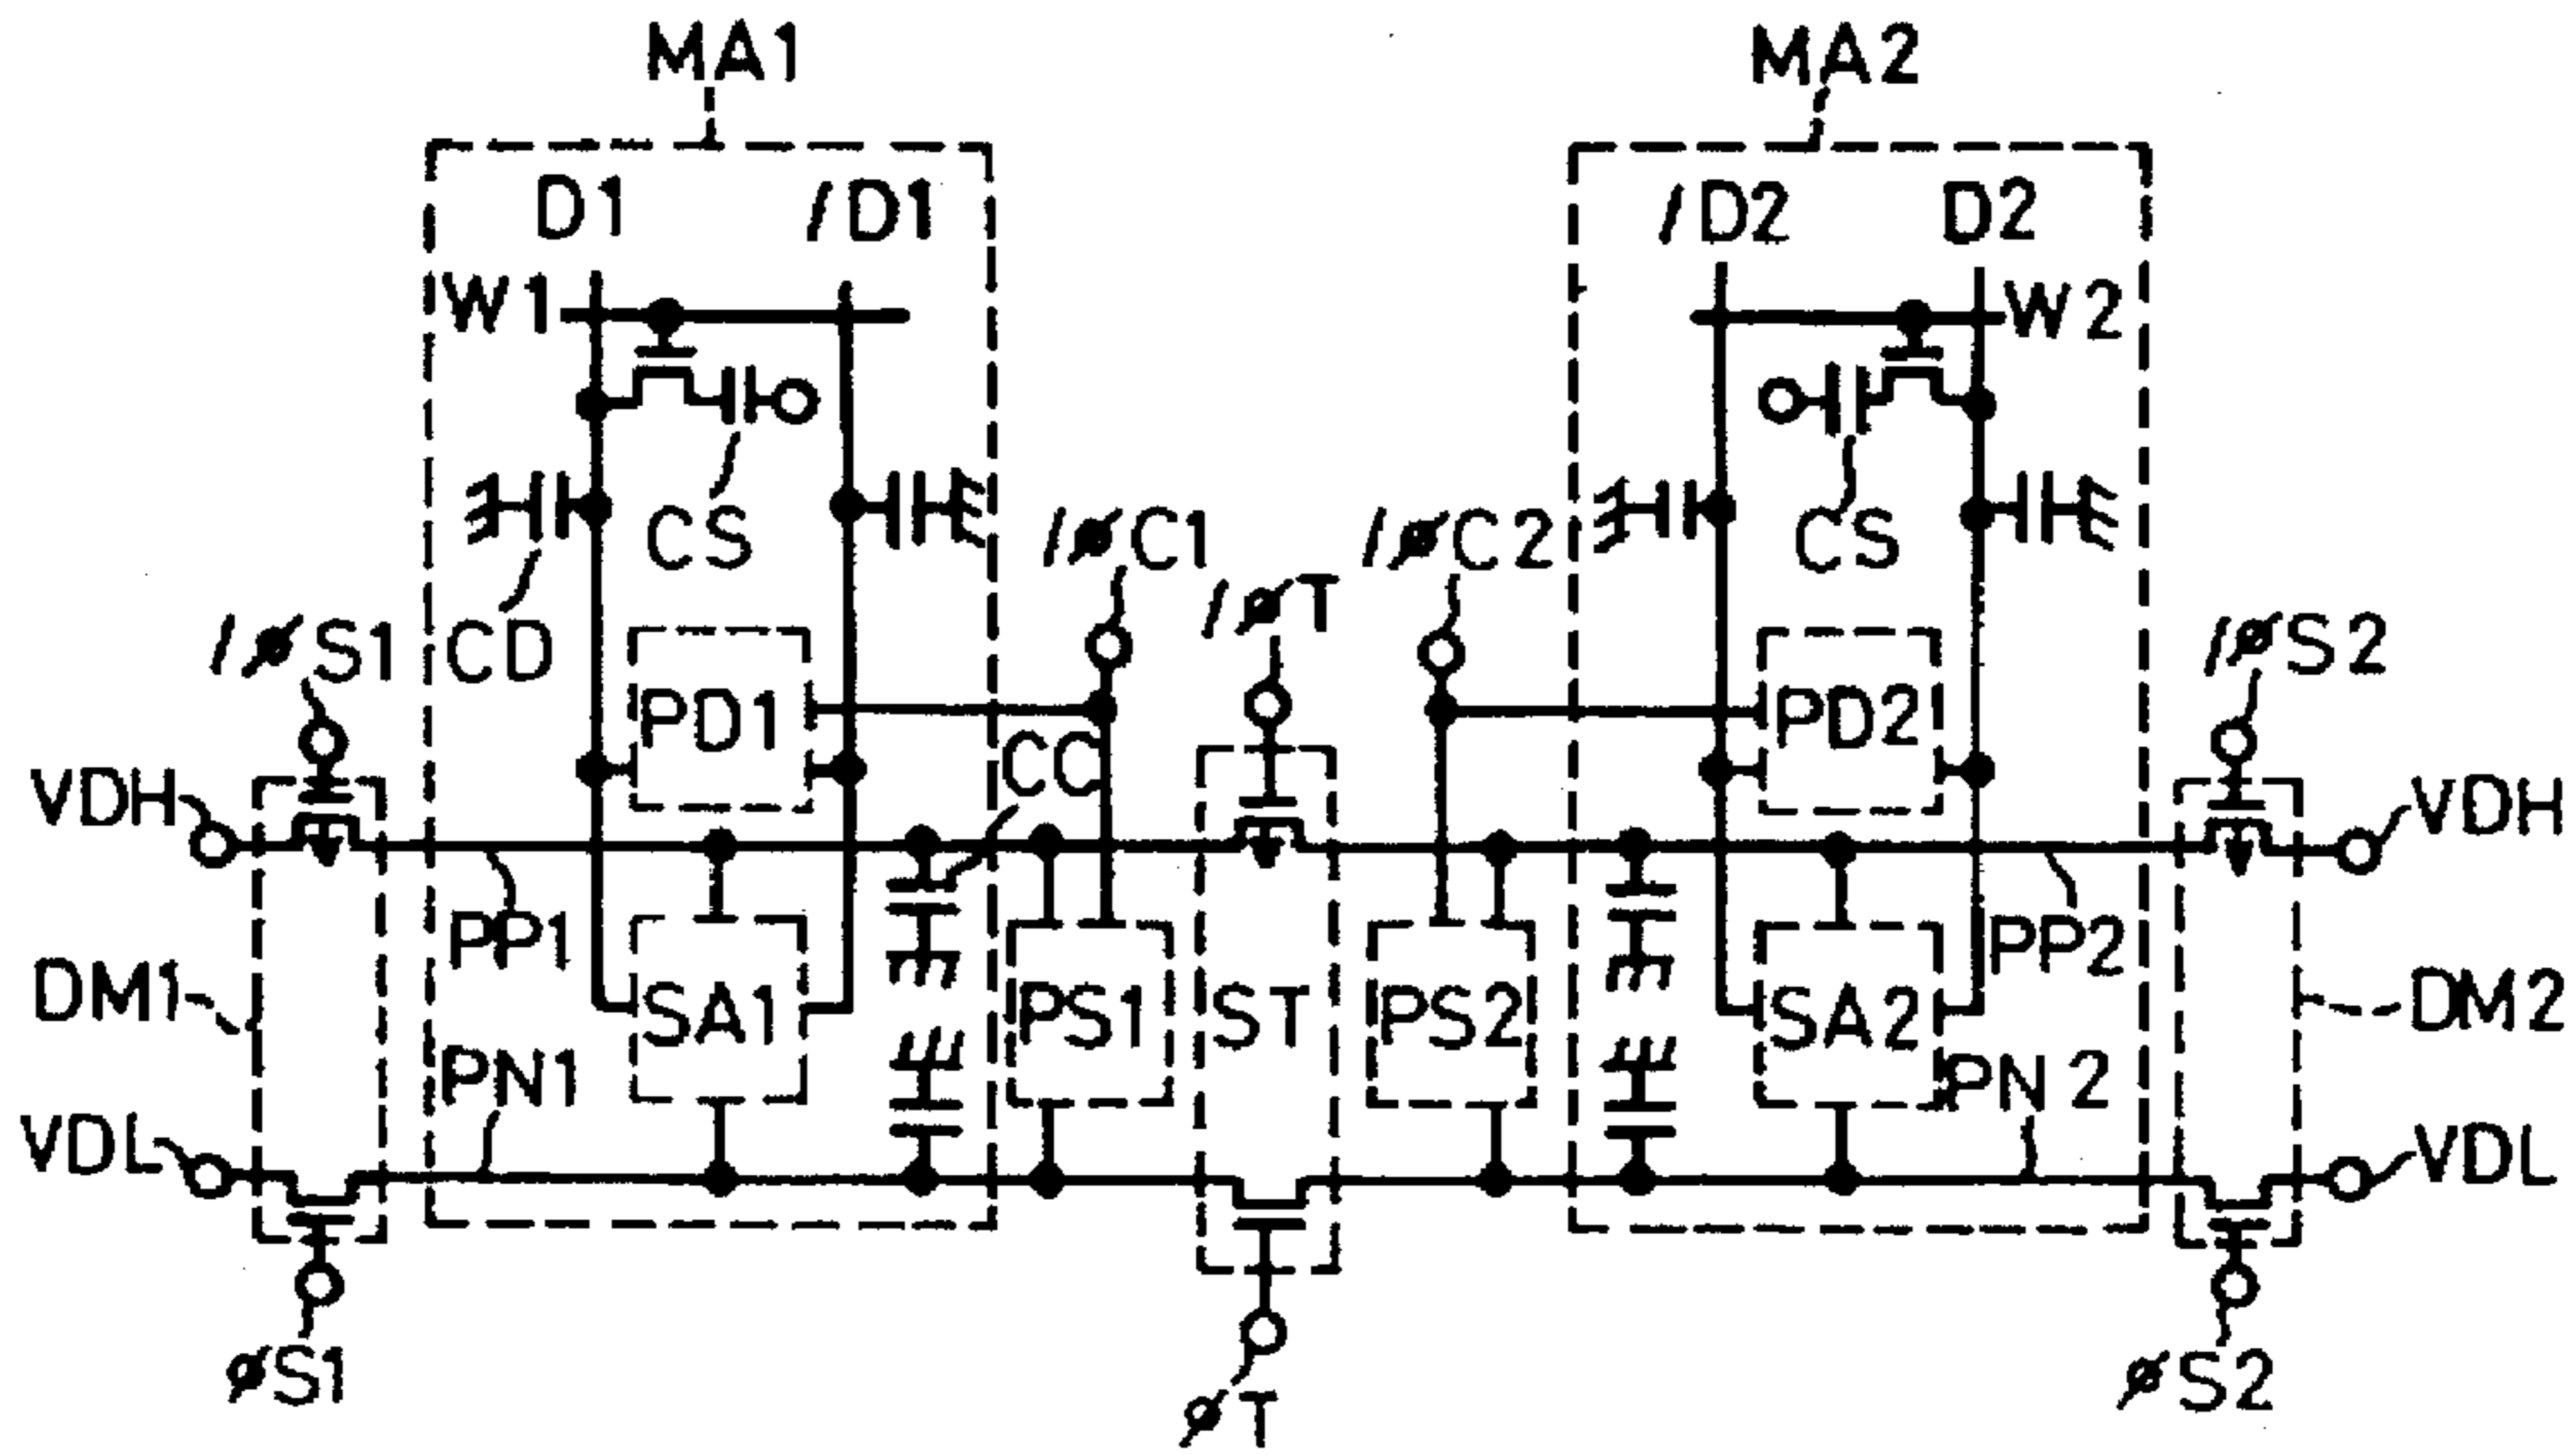 MA1
MA2
D1
/D1
/D2
D2
W1
W2
CS
CS
/øC1
/øC2
/øT
CD
/øS1
/øS2
PD1
PD2
CC
VDH
VDH
PP1
PP2
DM1
SA1
PS1
ST
PS2
SA2
DM2
PN1
PN2
VDL
VDL
øS1
øT
øS2